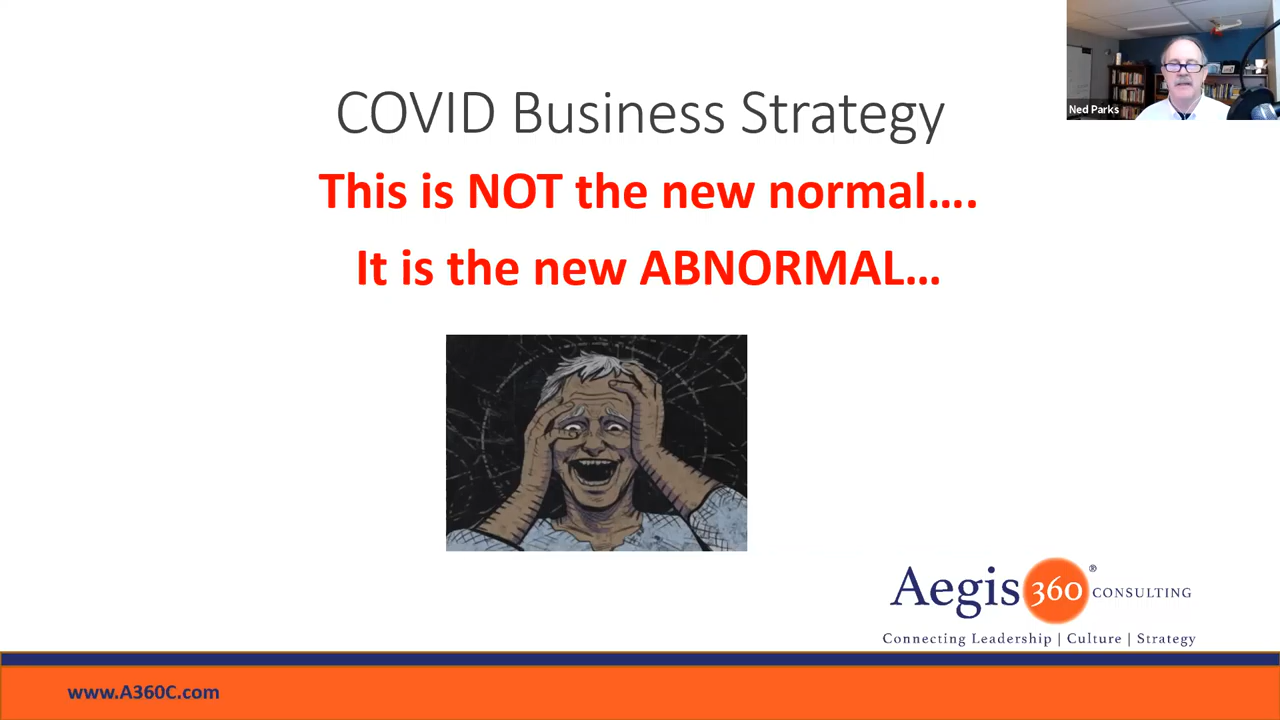 Ned Parks
COVID Business Strategy
This is NOT the new normal….
It is the new ABNORMAL…
Aegis 360 ® CONSULTING
Connecting Leadership | Culture | Strategy
www.A360C.com